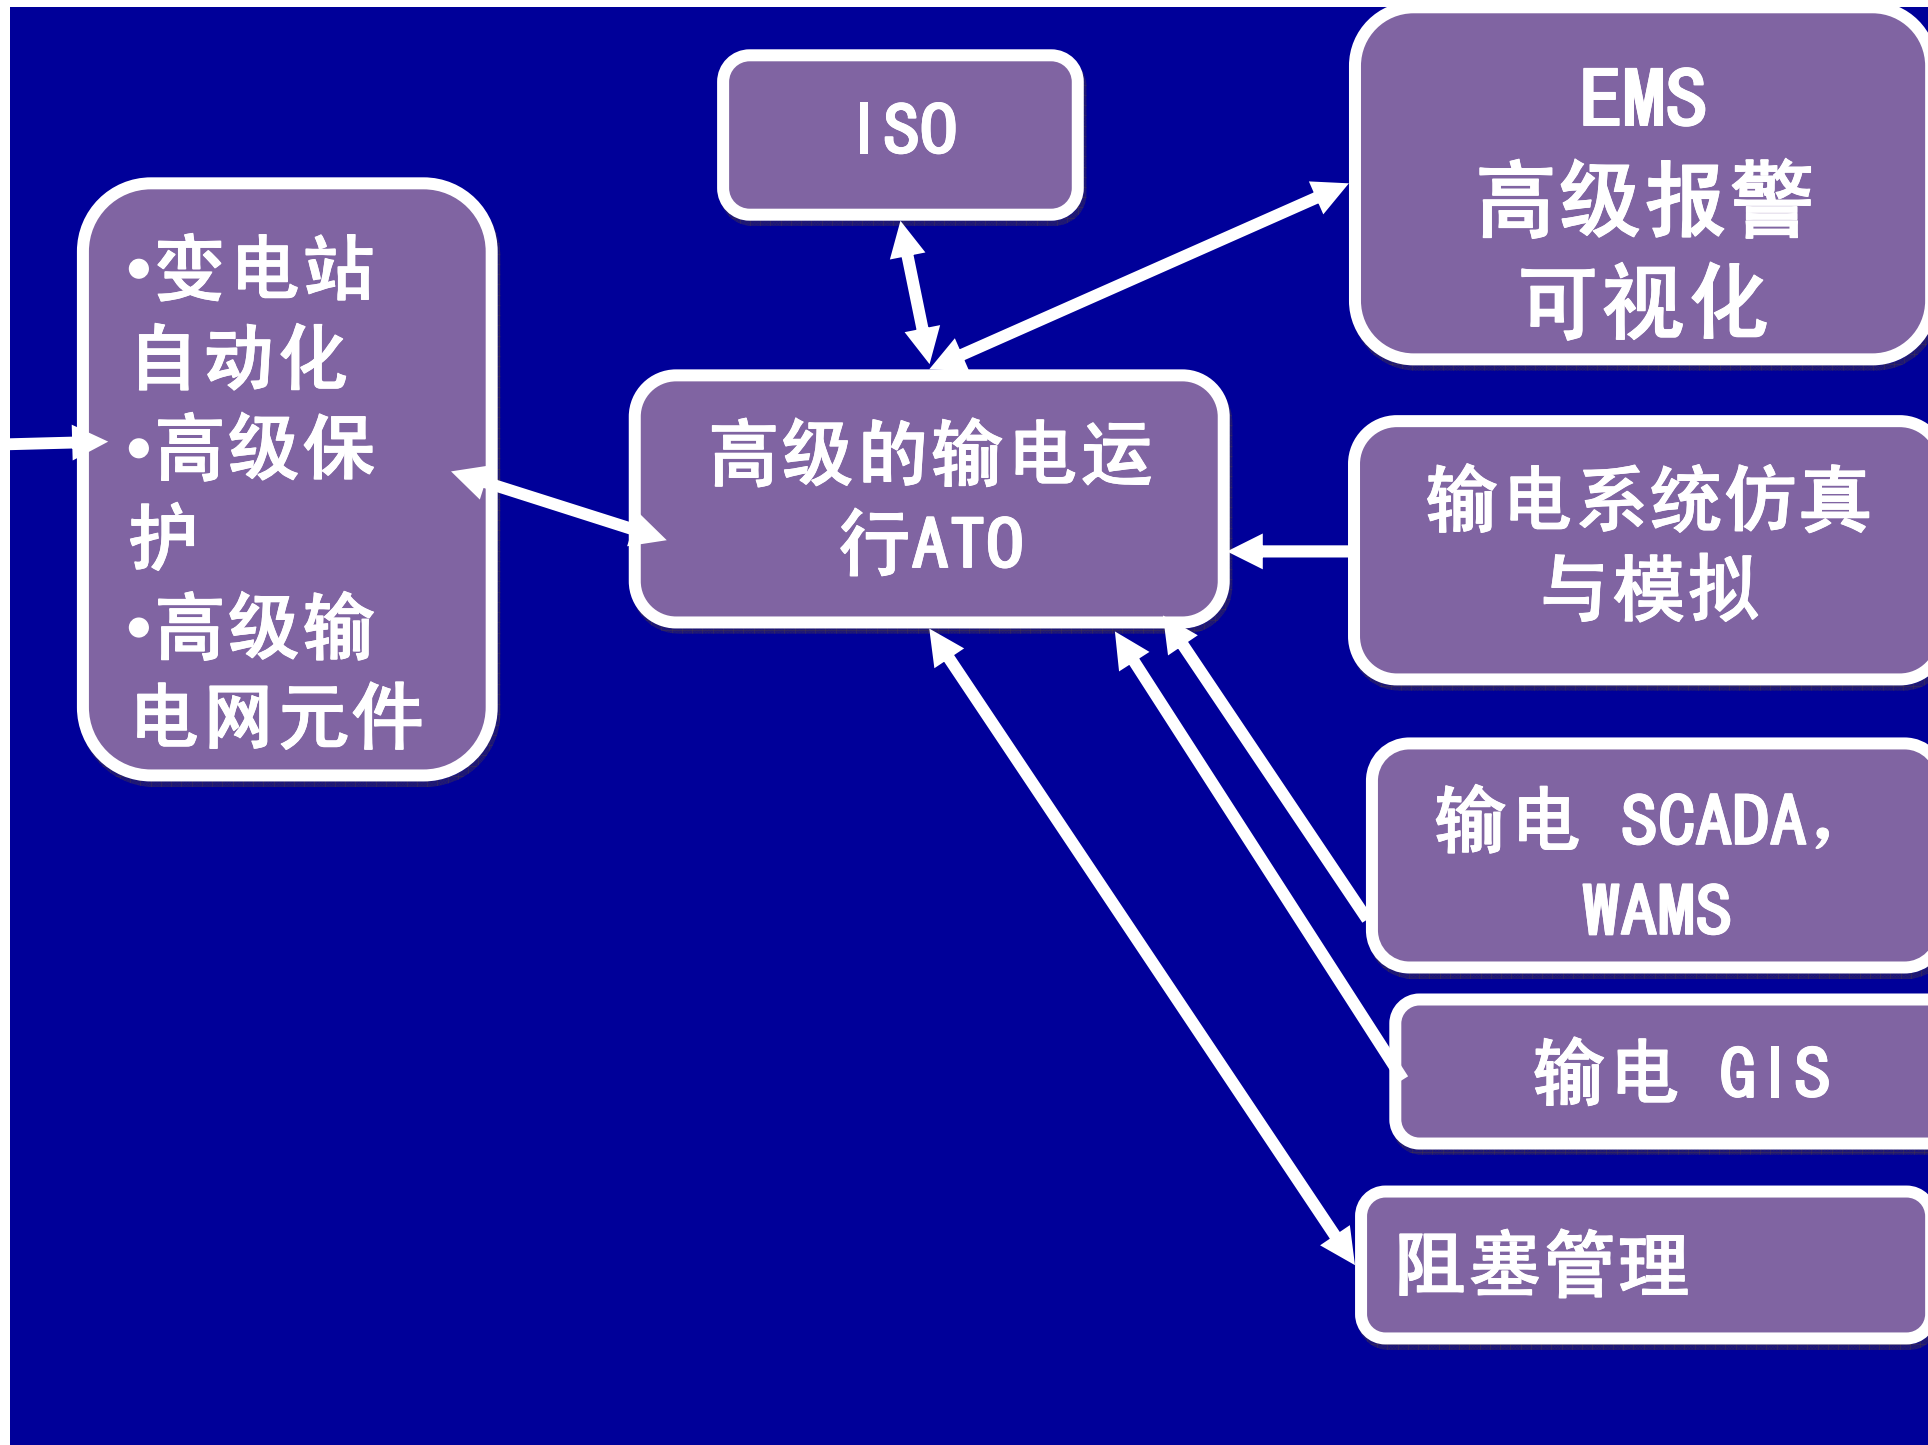 ISO
EMS
高级报警
可视化
•变电站
自动化
•高级保
护
•高级输
电网元件
高级的输电运
行ATO
输电系统仿真
与模拟
输电 SCADA,
WAMS
输电 GIS
阻塞管理